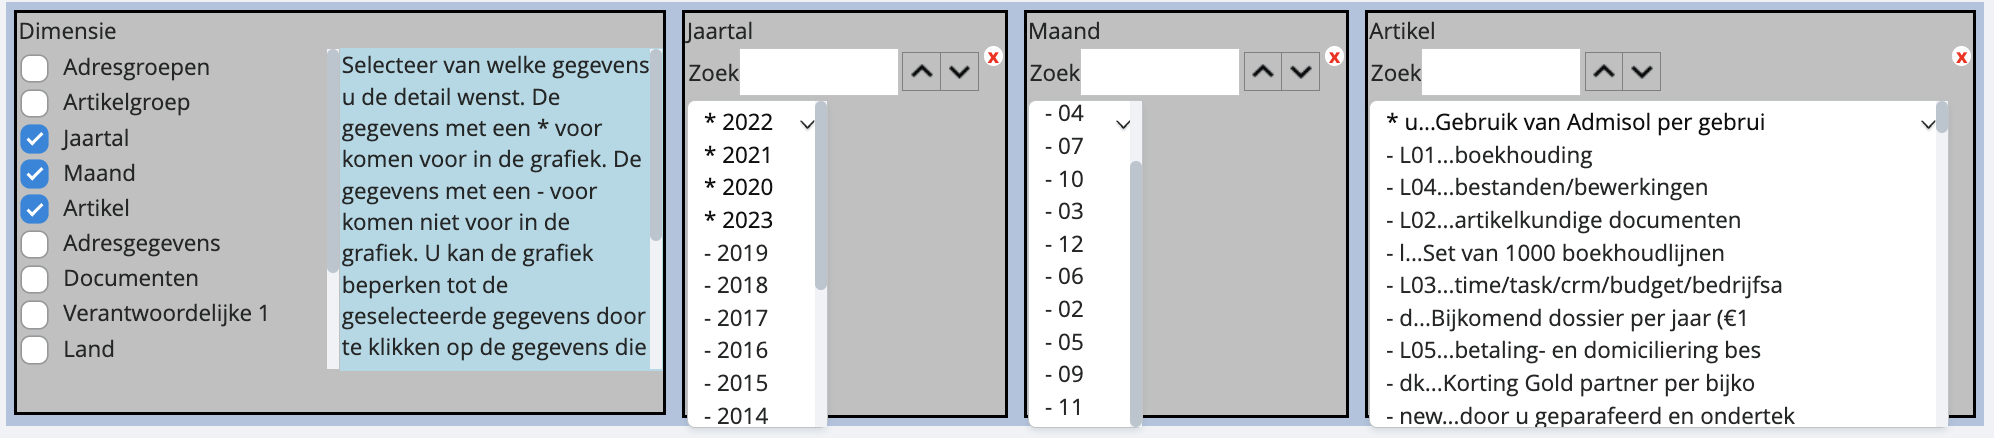 Dimensie
Adresgroepen
Artikelgroep
Jaartal
Maand
Artikel
Adresgegevens
Documenten
Verantwoordelijke 1
Land
Selecteer van welke gegevens
u de detail wenst. De
gegevens met een * voor
komen voor in de grafiek. De
gegevens met een - voor
komen niet voor in de
grafiek. U kan de grafiek
beperken tot de
geselecteerde gegevens door
te klikken op de gegevens die
Jaartal
Zoek
x
* 2022
* 2021
* 2020
* 2023
- 2019
- 2018
- 2017
- 2016
- 2015
- 2014
Maand
Zoek
x
- 04
- 07
- 10
- 03
- 12
- 06
- 02
- 05
- 09
- 11
Artikel
Zoek
x
* u...Gebruik van Admisol per gebrui
- L01...boekhouding
- L04...bestanden/bewerkingen
- L02...artikelkundige documenten
- l...Set van 1000 boekhoudlijnen
- L03...time/task/crm/budget/bedrijfsa
- d...Bijkomend dossier per jaar (€1
- L05...betaling- en domiciliering bes
- dk...Korting Gold partner per bijko
- new...door u geparafeerd en ondertek